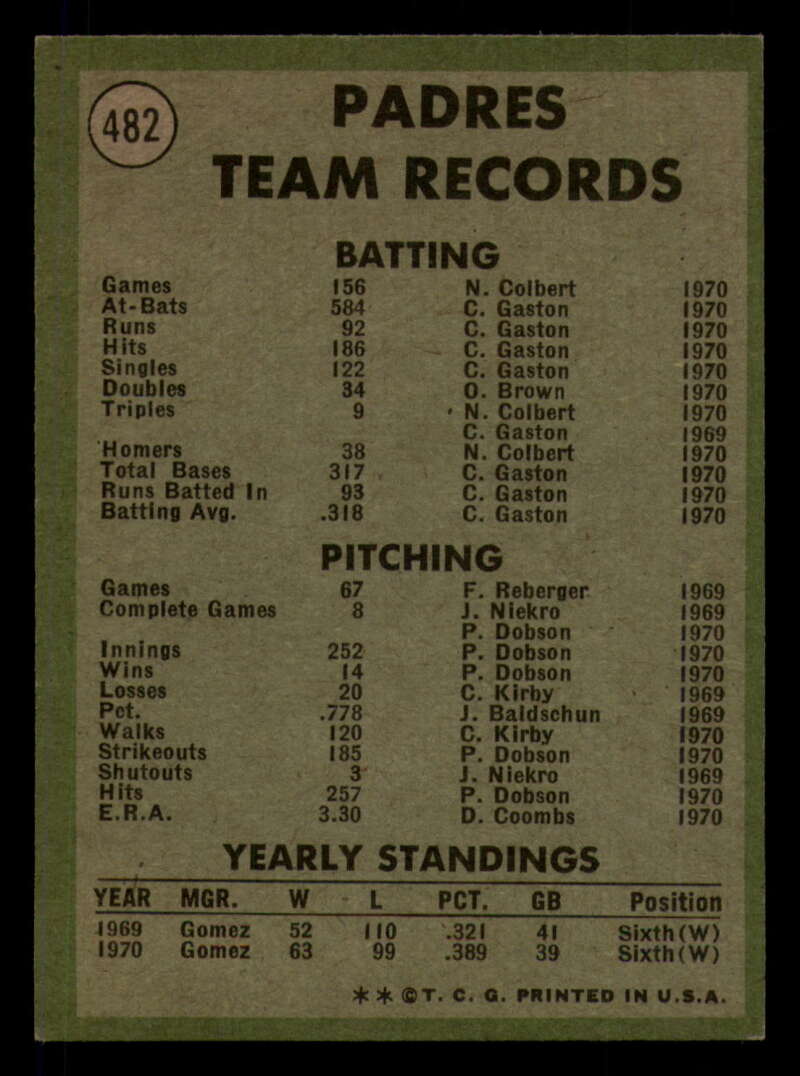 482
PADRES
TEAM RECORDS
BATTING
Games 156 N. Colbert 1970
At-Bats 584 C. Gaston 1970
Runs 92 C. Gaston 1970
Hits 186 C. Gaston 1970
Singles 122 C. Gaston 1970
Doubles 34 O. Brown 1970
Triples 9 N. Colbert 1970
C. Gaston 1969
Homers 38 N. Colbert 1970
Total Bases 317 C. Gaston 1970
Runs Batted In 93 C. Gaston 1970
Batting Avg. .318 C. Gaston 1970
PITCHING
Games 67 F. Reberger 1969
Complete Games 8 J. Niekro 1969
P. Dobson 1970
Innings 252 P. Dobson 1970
Wins 14 P. Dobson 1970
Losses 20 C. Kirby 1969
Pct. .778 J. Baldschun 1969
Walks 120 C. Kirby 1970
Strikeouts 185 P. Dobson 1970
Shutouts 3 J. Niekro 1969
Hits 257 P. Dobson 1970
E.R.A. 3.30 D. Coombs 1970
YEARLY STANDINGS
YEAR MGR. W L PCT. GB Position
1969 Gomez 52 110 .321 41 Sixth(W)
1970 Gomez 63 99 .389 39 Sixth(W)
** ©T. C. G. PRINTED IN U.S.A.